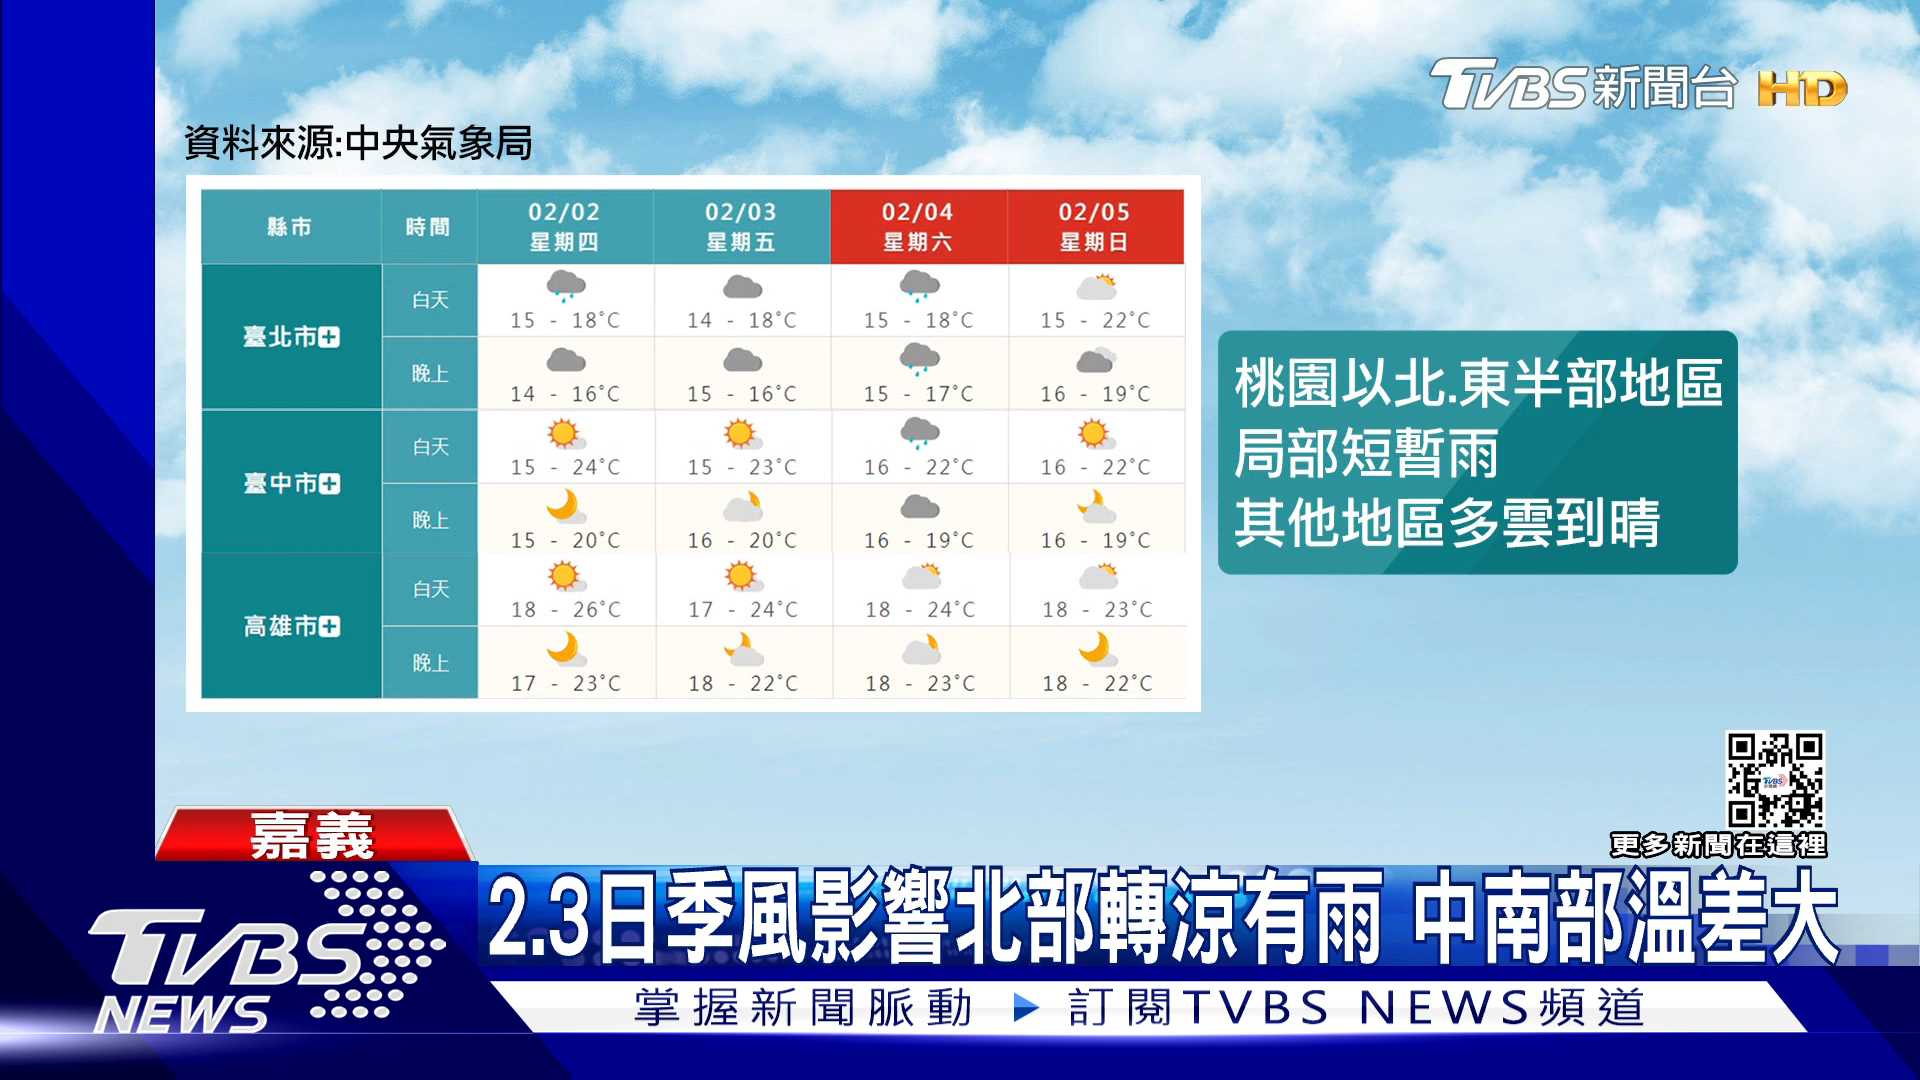 TVBS新聞台 HD
資料來源:中央氣象局
縣市 時間 02/02 星期四 02/03 星期五 02/04 星期六 02/05 星期日
臺北市 白天 15 - 18°C 14 - 18°C 15 - 18°C 15 - 22°C
晚上 14 - 16°C 15 - 16°C 15 - 17°C 16 - 19°C
臺中市 白天 15 - 24°C 15 - 23°C 16 - 22°C 16 - 22°C
晚上 15 - 20°C 16 - 20°C 16 - 19°C 16 - 19°C
高雄市 白天 18 - 26°C 17 - 24°C 18 - 24°C 18 - 23°C
晚上 17 - 23°C 18 - 22°C 18 - 23°C 18 - 22°C
桃園以北.東半部地區
局部短暫雨
其他地區多雲到晴
TVBS
更多新聞在這裡
嘉義
2.3日季風影響北部轉涼有雨 中南部溫差大
TVBS
NEWS
掌握新聞脈動 ▶ 訂閱TVBS NEWS頻道